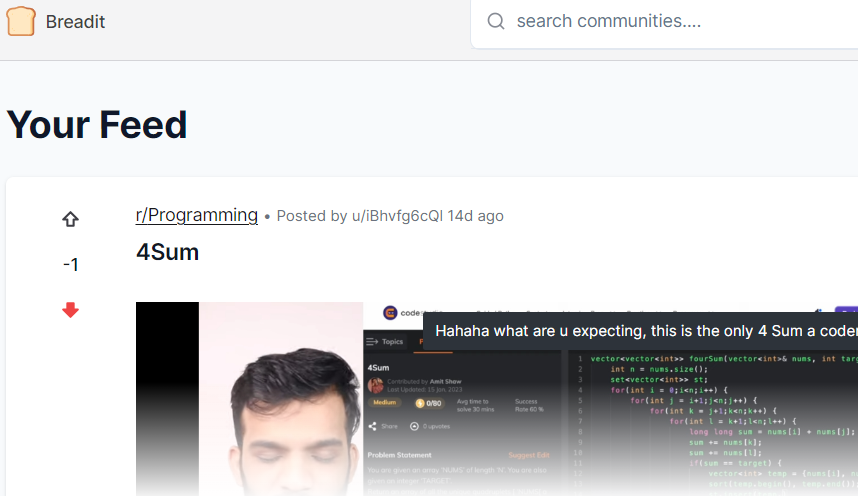 Breadit
search communities....
Your Feed
r/Programming • Posted by u/iBhvfg6cQl 14d ago
-1
4Sum
Hahaha what are u expecting, this is the only 4 Sum a coder
Topics
4Sum
Contributed by Amit Shaw
Last Updated: 15 Jan, 2023
Medium
0/80
Avg time to
solve 30 mins
Success
Rate 60 %
Share
0 upvotes
Problem Statement
Suggest Edit
You are given an array 'NUMS' of length 'N'. You are also
given an integer 'TARGET'.
1 vector<vector<int>> fourSum(vector<int>& nums, int targ
2 int n = nums.size();
3 set<vector<int>> st;
4 for(int i = 0;i<n;i++) {
5 for(int j = i+1;j<n;j++) {
6 for(int k = j+1;k<n;k++) {
7 for(int l = k+1;l<n;l++) {
8 long long sum = nums[i] + nums[j];
9 sum += nums[k];
10 sum += nums[l];
11 if(sum == target) {
12 vector<int> temp = {nums[i],
13 sort(temp.begin(), temp.end());